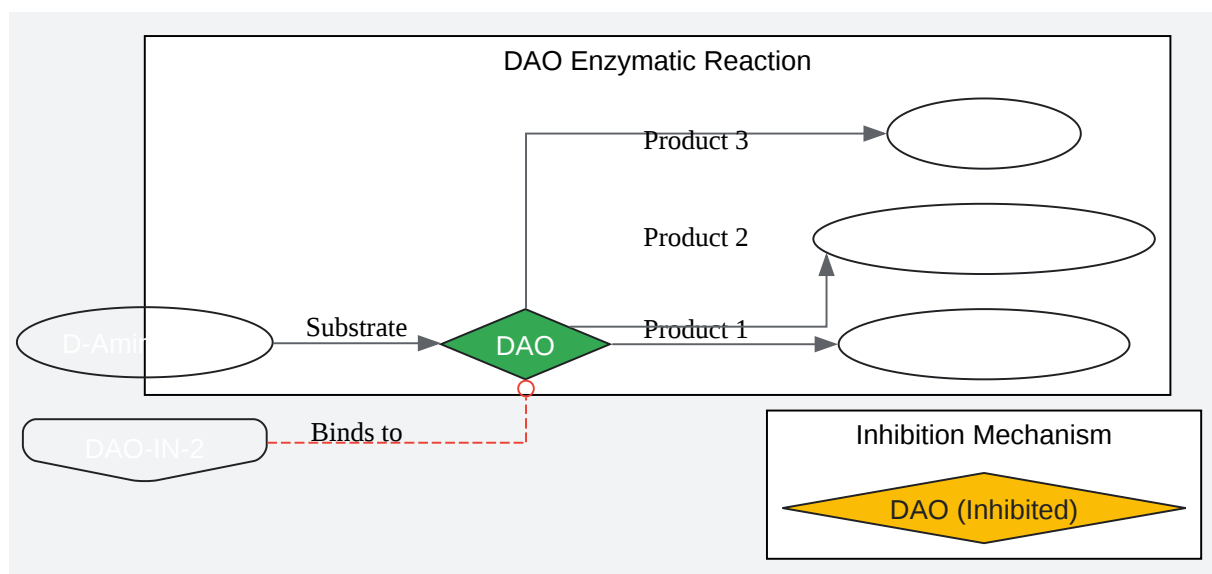 DAO Enzymatic Reaction
Product 3
Product 2
Product 1
Substrate
DAO
Binds to
DAO-IN-2
Inhibition Mechanism
DAO (Inhibited)